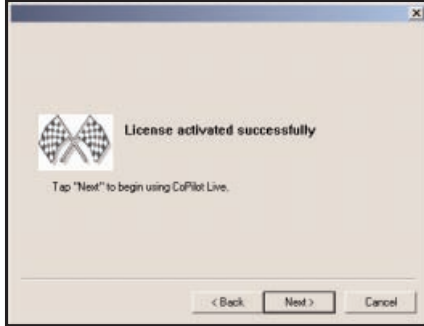 License activated successfully
Tap "Next" to begin using CoPilot Live.
< Back
Next >
Cancel